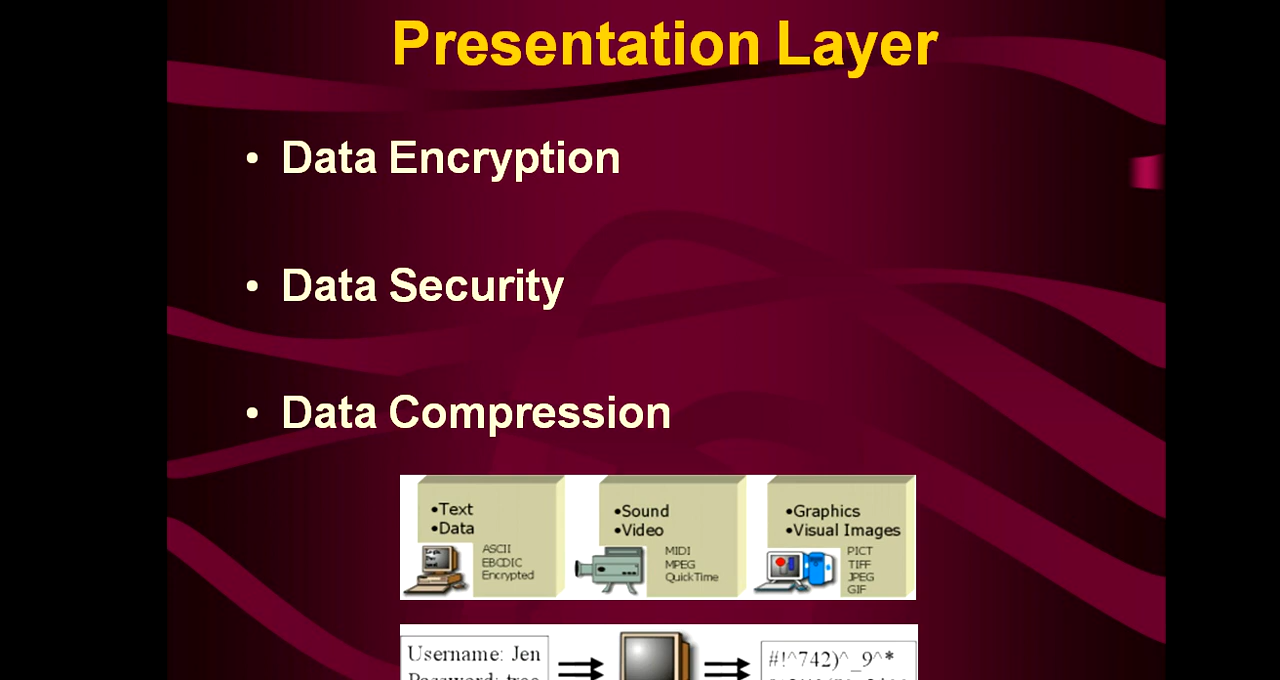 Presentation Layer
• Data Encryption
• Data Security
• Data Compression
•Text
•Data
ASCII
EBCDIC
Encrypted
•Sound
•Video
MIDI
MPEG
QuickTime
•Graphics
•Visual Images
PICT
TIFF
JPEG
GIF
Username: Jen
Password:
#!^742)^_9^*